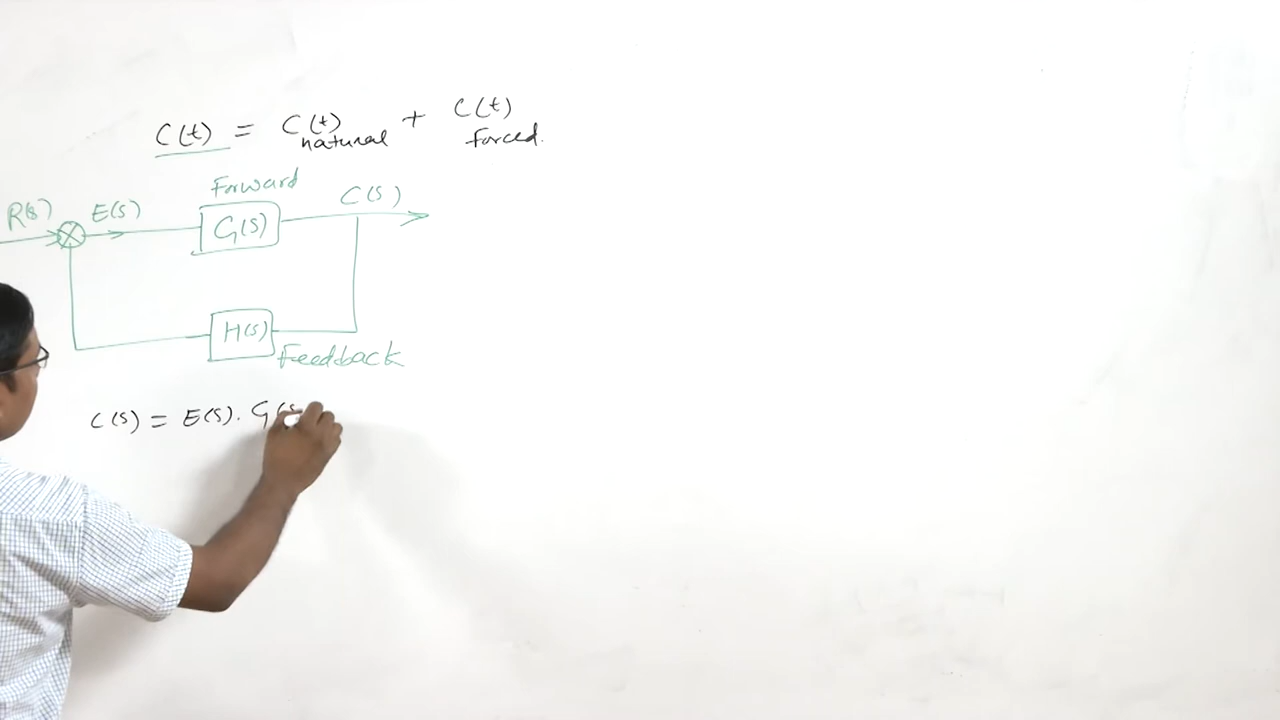 C(t) = C(t) natural + C(t) forced.
Forward
R(s) E(s) G(s) C(s)
H(s)
Feedback
C(s) = E(s). G(s